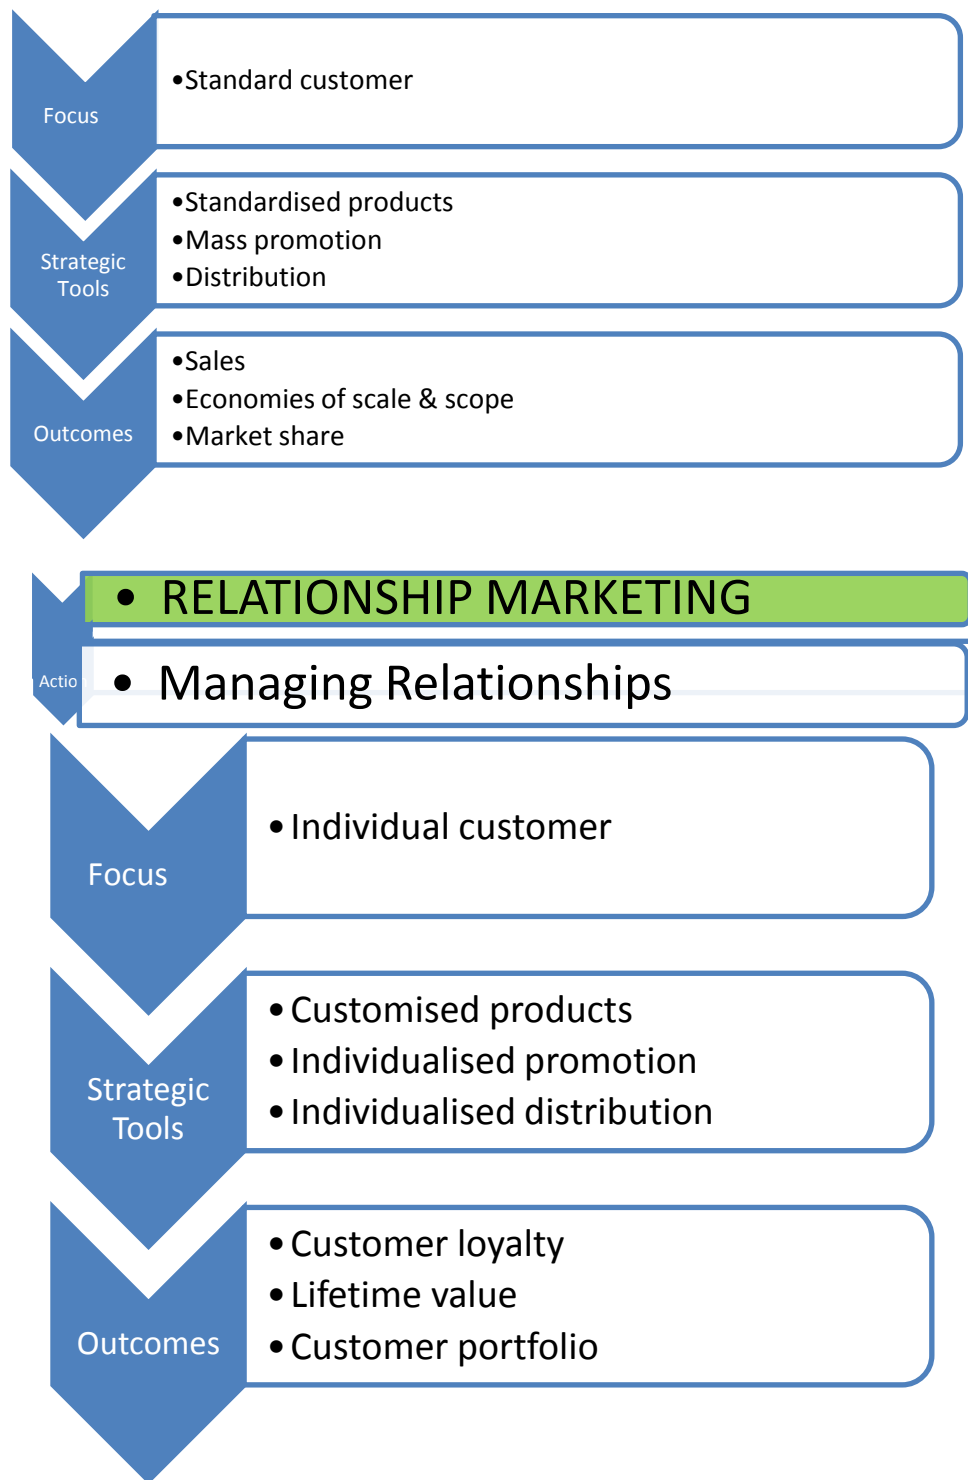 Focus
•Standard customer
Strategic
Tools
•Standardised products
•Mass promotion
•Distribution
Outcomes
•Sales
•Economies of scale & scope
•Market share
• RELATIONSHIP MARKETING
Action
• Managing Relationships
Focus
•Individual customer
Strategic
Tools
•Customised products
•Individualised promotion
•Individualised distribution
Outcomes
•Customer loyalty
•Lifetime value
•Customer portfolio